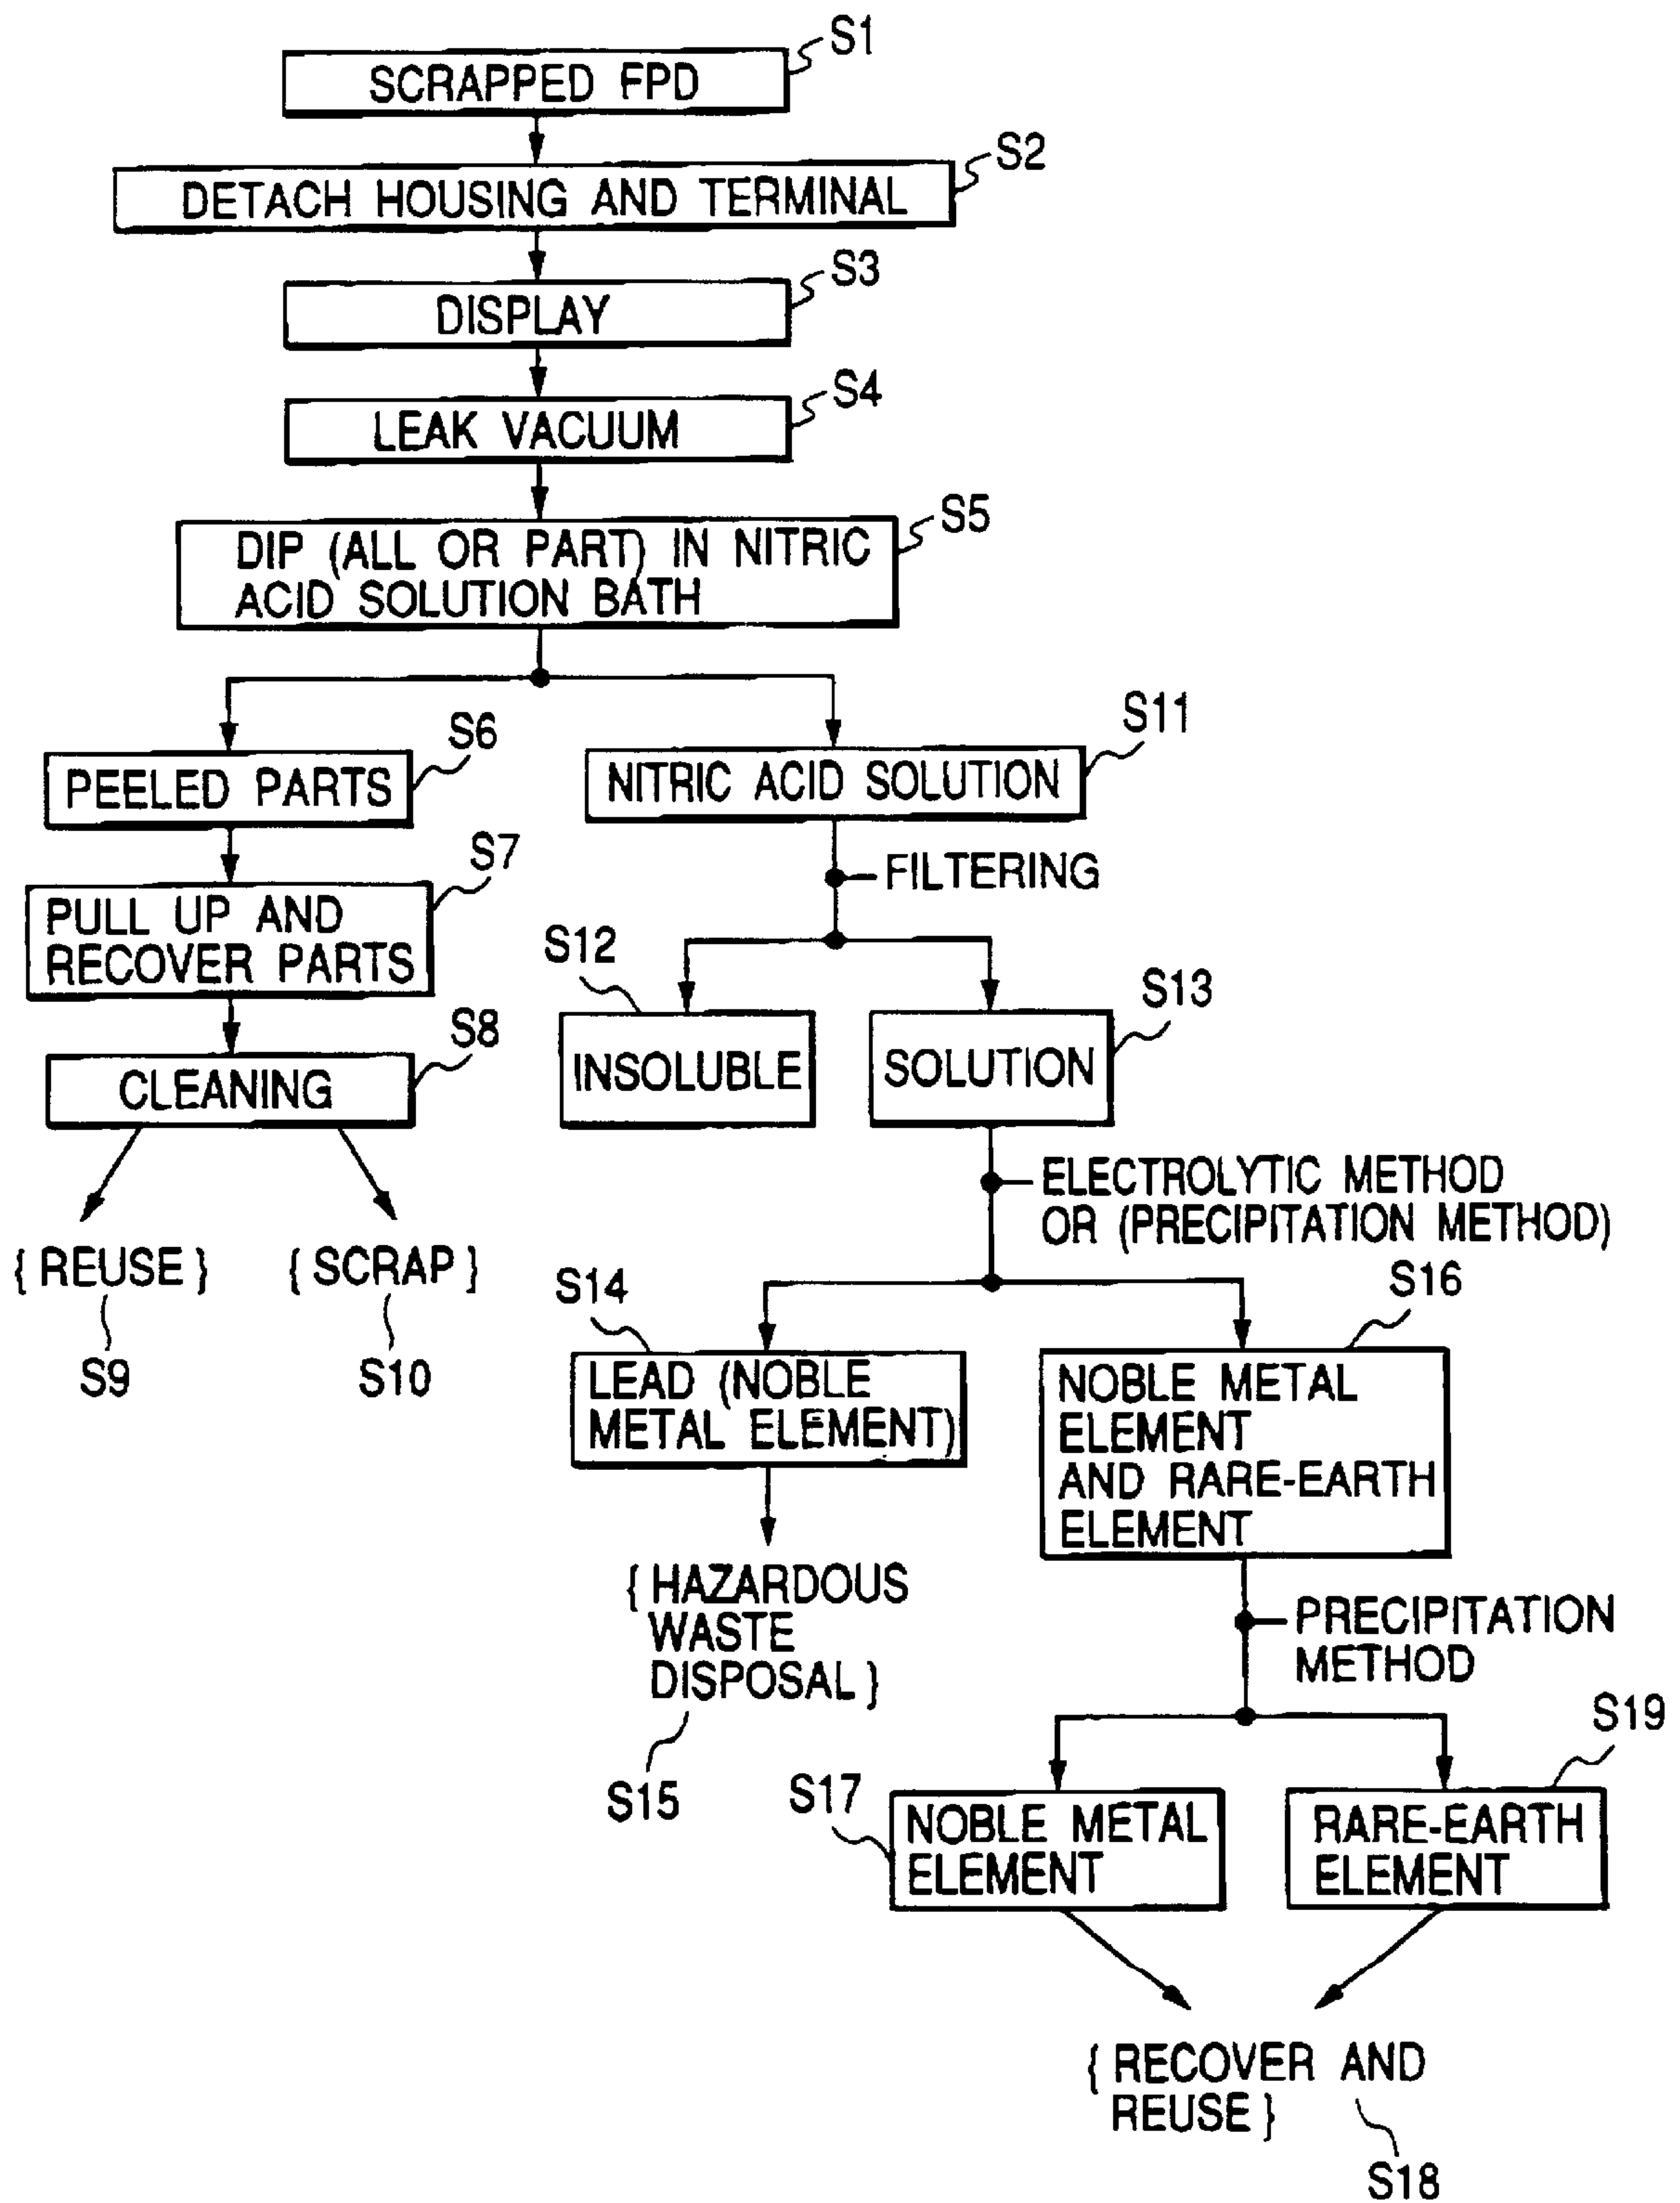 S1
SCRAPPED FPD
S2
DETACH HOUSING AND TERMINAL
S3
DISPLAY
S4
LEAK VACUUM
S5
DIP (ALL OR PART) IN NITRIC
ACID SOLUTION BATH
S6
PEELED PARTS
S7
PULL UP AND
RECOVER PARTS
S8
CLEANING
{ REUSE }
{ SCRAP }
S9
S10
S11
NITRIC ACID SOLUTION
FILTERING
S12
INSOLUBLE
S13
SOLUTION
ELECTROLYTIC METHOD
OR (PRECIPITATION METHOD)
S14
LEAD (NOBLE
METAL ELEMENT)
{ HAZARDOUS
WASTE
DISPOSAL }
S15
S16
NOBLE METAL
ELEMENT
AND RARE-EARTH
ELEMENT
PRECIPITATION
METHOD
S17
NOBLE METAL
ELEMENT
S19
RARE-EARTH
ELEMENT
{ RECOVER AND
REUSE }
S18